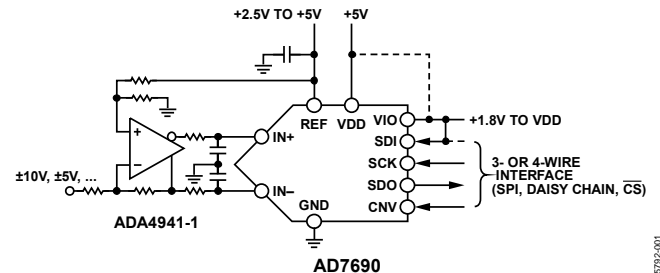 +2.5V TO +5V
+5V
REF
VDD
VIO
+1.8V TO VDD
IN+
SDI
SCK
SDO
CNV
3- OR 4-WIRE
INTERFACE
(SPI, DAISY CHAIN, CS)
+
−
±10V, ±5V, ...
IN−
GND
ADA4941-1
AD7690
5792-001